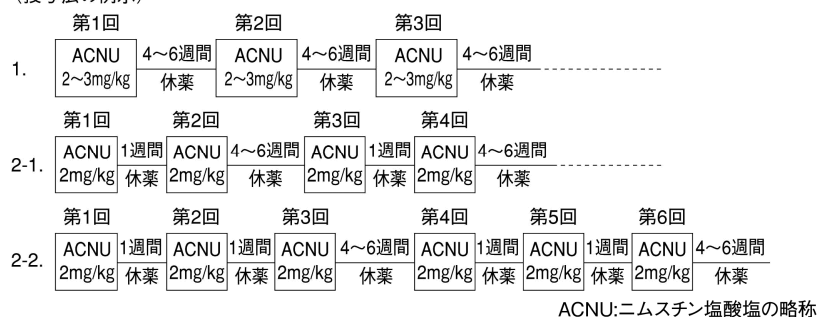 第1回 第2回 第3回
1. ACNU 4〜6週間 ACNU 4〜6週間 ACNU 4〜6週間
2〜3mg/kg 休薬 2〜3mg/kg 休薬 2〜3mg/kg 休薬
第1回 第2回 第3回 第4回
2-1. ACNU 1週間 ACNU 4〜6週間 ACNU 1週間 ACNU 4〜6週間
2mg/kg 休薬 2mg/kg 休薬 2mg/kg 休薬 2mg/kg 休薬
第1回 第2回 第3回 第4回 第5回 第6回
2-2. ACNU 1週間 ACNU 1週間 ACNU 4〜6週間 ACNU 1週間 ACNU 1週間 ACNU 4〜6週間
2mg/kg 休薬 2mg/kg 休薬 2mg/kg 休薬 2mg/kg 休薬 2mg/kg 休薬 2mg/kg 休薬
ACNU:ニムスチン塩酸塩の略称